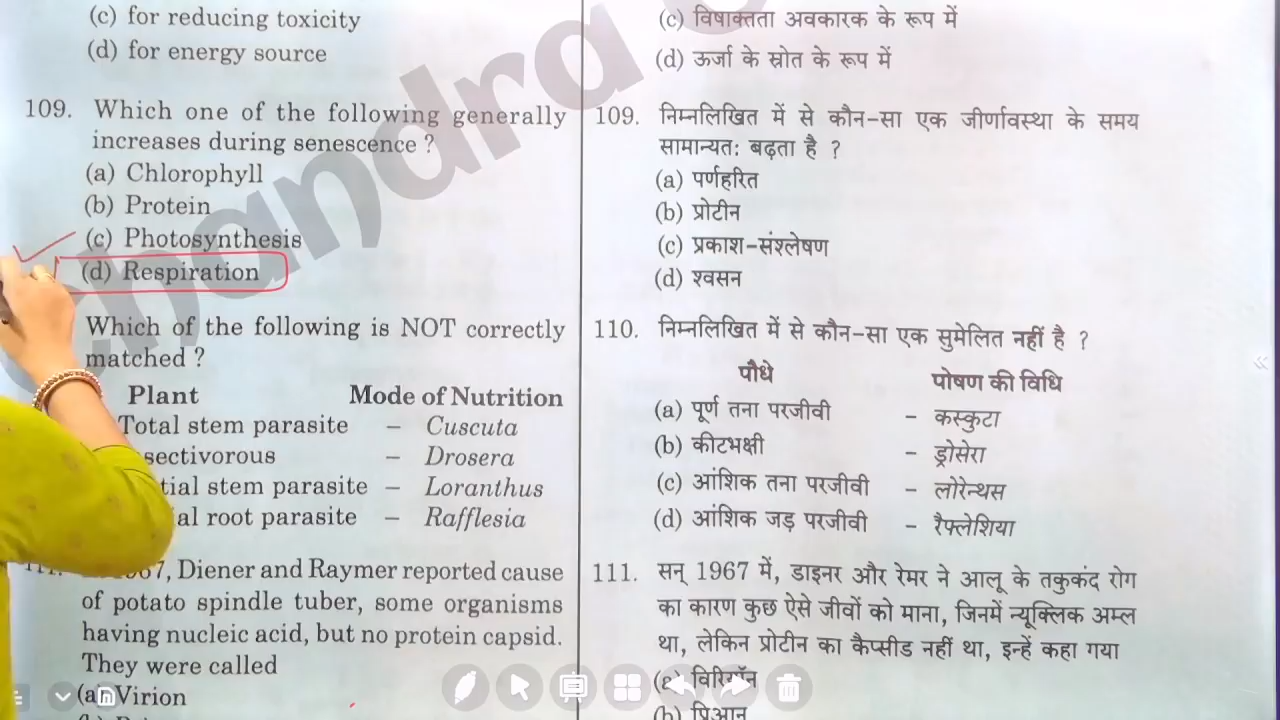 (c) for reducing toxicity
(d) for energy source
109. Which one of the following generally
increases during senescence ?
(a) Chlorophyll
(b) Protein
(c) Photosynthesis
(d) Respiration
Which of the following is NOT correctly
matched ?
Plant Mode of Nutrition
Total stem parasite – Cuscuta
sectivorous – Drosera
tial stem parasite – Loranthus
al root parasite – Rafflesia
67, Diener and Raymer reported cause
of potato spindle tuber, some organisms
having nucleic acid, but no protein capsid.
They were called
(a) Virion
(c) विषाक्तता अवकारक के रूप में
(d) ऊर्जा के स्रोत के रूप में
109. निम्नलिखित में से कौन-सा एक जीर्णावस्था के समय
सामान्यत: बढ़ता है ?
(a) पर्णहरित
(b) प्रोटीन
(c) प्रकाश-संश्लेषण
(d) श्वसन
110. निम्नलिखित में से कौन-सा एक सुमेलित नहीं है ?
पौधे पोषण की विधि
(a) पूर्ण तना परजीवी – कस्कुटा
(b) कीटभक्षी – ड्रोसेरा
(c) आंशिक तना परजीवी – लोरेन्थस
(d) आंशिक जड़ परजीवी – रैफ्लेशिया
111. सन् 1967 में, डाइनर और रेमर ने आलू के तकुकंद रोग
का कारण कुछ ऐसे जीवों को माना, जिनमें न्यूक्लिक अम्ल
था, लेकिन प्रोटीन का कैप्सीड नहीं था, इन्हें कहा गया
(a) विरिऑन
(b) प्रिआन
chandra